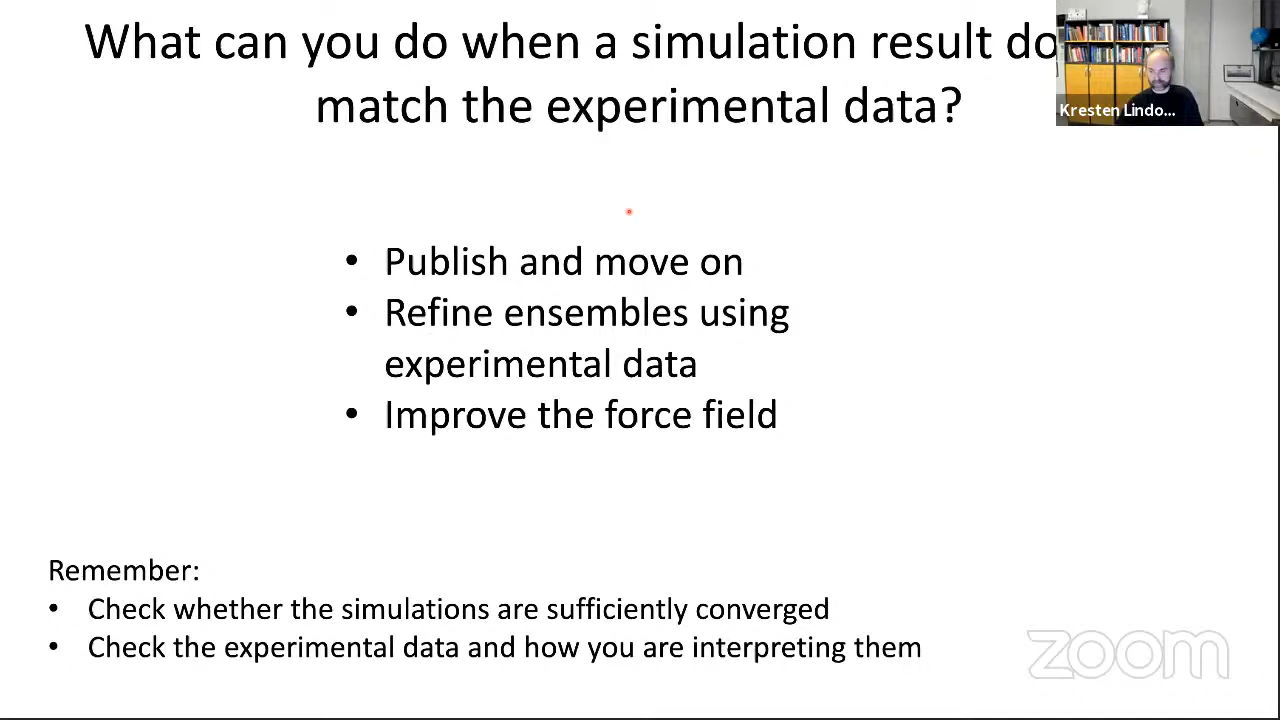 What can you do when a simulation result do
match the experimental data?
Kresten Lindo...
• Publish and move on
• Refine ensembles using
experimental data
• Improve the force field
Remember:
• Check whether the simulations are sufficiently converged
• Check the experimental data and how you are interpreting them
zoom